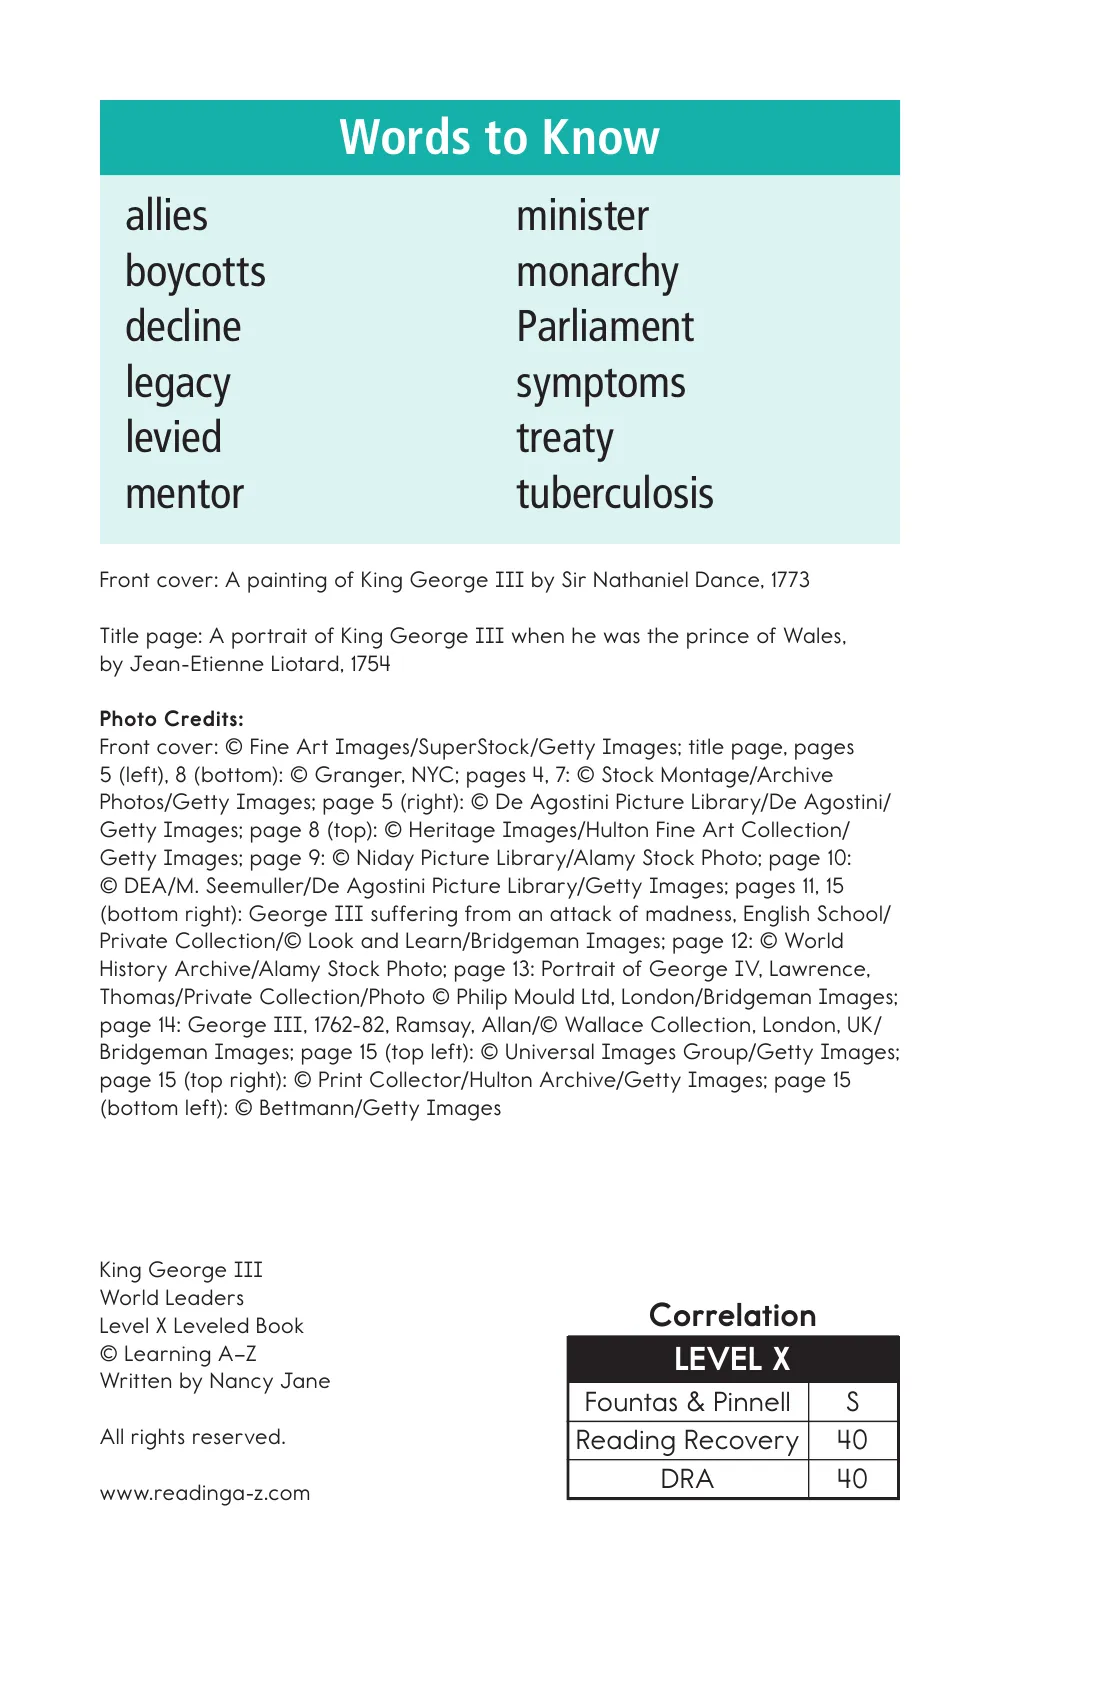 Words to Know
allies
boycotts
decline
legacy
levied
mentor
minister
monarchy
Parliament
symptoms
treaty
tuberculosis
Front cover: A painting of King George III by Sir Nathaniel Dance, 1773
Title page: A portrait of King George III when he was the prince of Wales,
by Jean-Etienne Liotard, 1754
Photo Credits:
Front cover: © Fine Art Images/SuperStock/Getty Images; title page, pages
5 (left), 8 (bottom): © Granger, NYC; pages 4, 7: © Stock Montage/Archive
Photos/Getty Images; page 5 (right): © De Agostini Picture Library/De Agostini/
Getty Images; page 8 (top): © Heritage Images/Hulton Fine Art Collection/
Getty Images; page 9: © Niday Picture Library/Alamy Stock Photo; page 10:
© DEA/M. Seemuller/De Agostini Picture Library/Getty Images; pages 11, 15
(bottom right): George III suffering from an attack of madness, English School/
Private Collection/© Look and Learn/Bridgeman Images; page 12: © World
History Archive/Alamy Stock Photo; page 13: Portrait of George IV, Lawrence,
Thomas/Private Collection/Photo © Philip Mould Ltd, London/Bridgeman Images;
page 14: George III, 1762-82, Ramsay, Allan/© Wallace Collection, London, UK/
Bridgeman Images; page 15 (top left): © Universal Images Group/Getty Images;
page 15 (top right): © Print Collector/Hulton Archive/Getty Images; page 15
(bottom left): © Bettmann/Getty Images
King George III
World Leaders
Level X Leveled Book
© Learning A–Z
Written by Nancy Jane
All rights reserved.
www.readinga-z.com
Correlation
LEVEL X
Fountas & Pinnell S
Reading Recovery 40
DRA 40